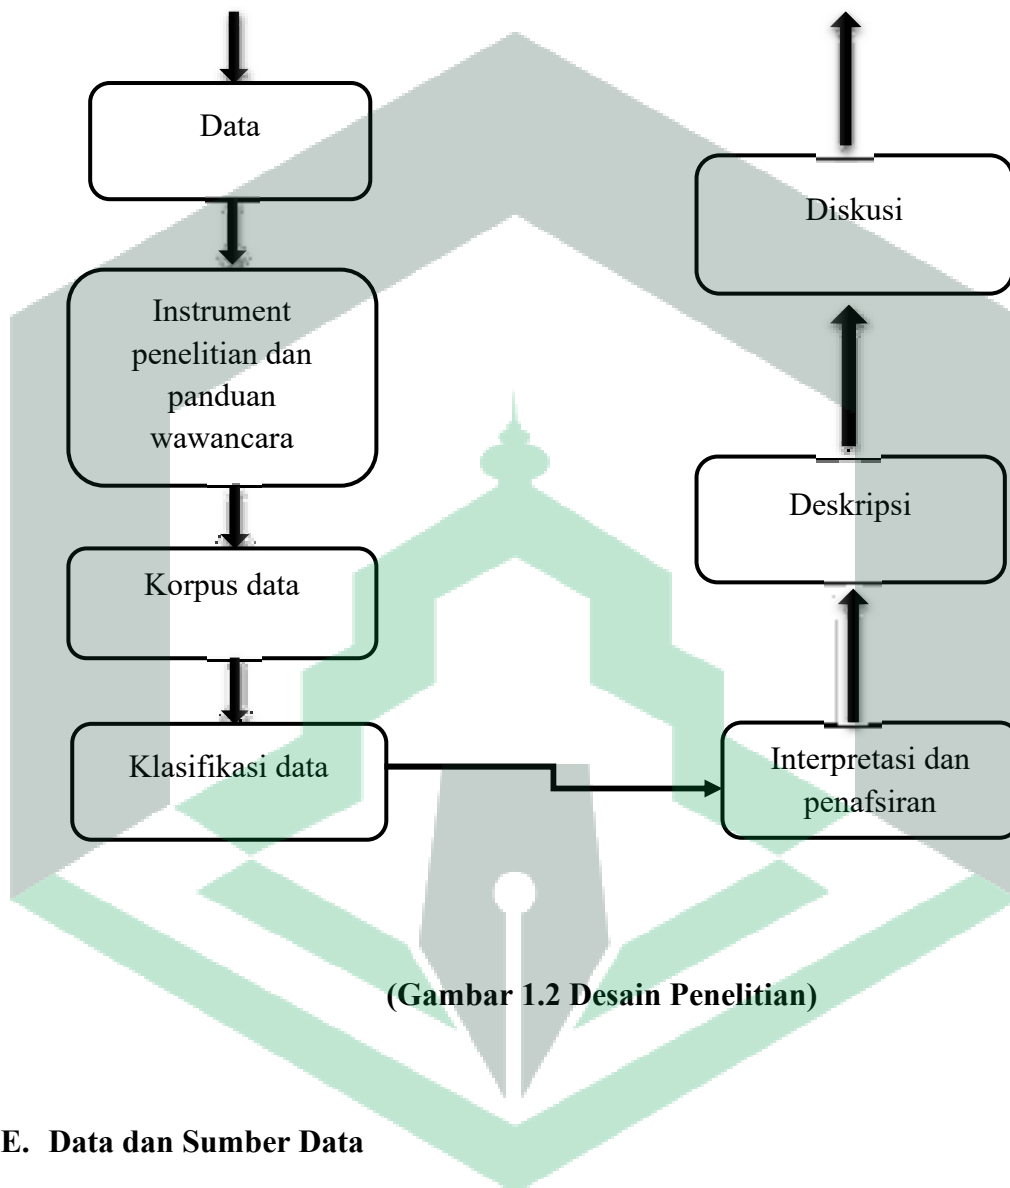 Data
Instrument
penelitian dan
panduan
wawancara
Korpus data
Klasifikasi data
Interpretasi dan
penafsiran
Deskripsi
Diskusi
(Gambar 1.2 Desain Penelitian)
E. Data dan Sumber Data